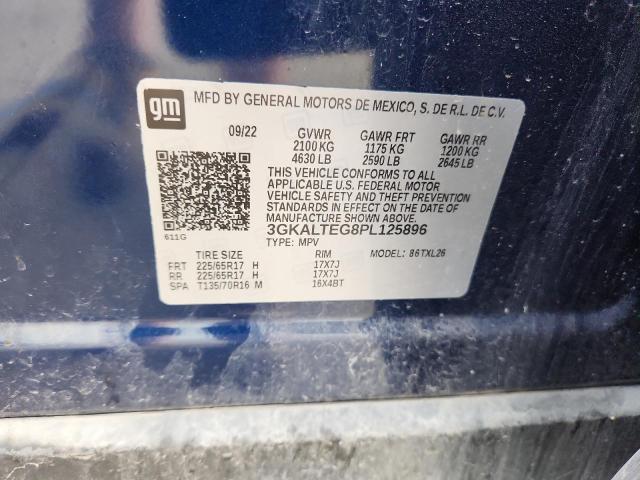 gm
MFD BY GENERAL MOTORS DE MEXICO, S. DE R.L. DE C.V.
09/22 GVWR GAWR FRT GAWR RR
2100 KG 1175 KG 1200 KG
4630 LB 2590 LB 2645 LB
THIS VEHICLE CONFORMS TO ALL
APPLICABLE U.S. FEDERAL MOTOR
VEHICLE SAFETY AND THEFT PREVENTION
STANDARDS IN EFFECT ON THE DATE OF
MANUFACTURE SHOWN ABOVE.
3GKALTEG8PL125896
611G
TYPE: MPV
TIRE SIZE RIM 86TXL26
FRT 225/65R17 H 17X7J
RR 225/65R17 H 17X7J
SPA T135/70R16 M 16X4BT